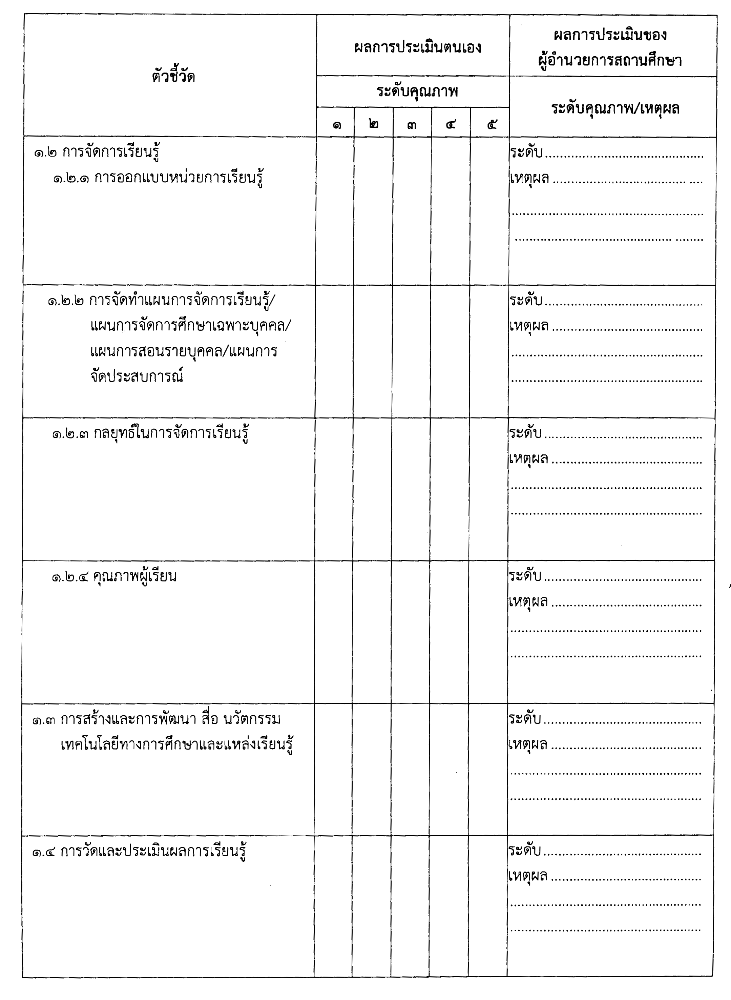 ตัวชี้วัด
ผลการประเมินตนเอง
ผลการประเมินของ
ผู้อำนวยการสถานศึกษา
ระดับคุณภาพ
ระดับคุณภาพ/เหตุผล
๑ ๒ ๓ ๔ ๕
๑.๒ การจัดการเรียนรู้
๑.๒.๑ การออกแบบหน่วยการเรียนรู้
ระดับ..........................................
เหตุผล ........................................
...................................................
...................................................
๑.๒.๒ การจัดทำแผนการจัดการเรียนรู้/
แผนการจัดการศึกษาเฉพาะบุคคล/
แผนการสอนรายบุคคล/แผนการ
จัดประสบการณ์
ระดับ..........................................
เหตุผล ........................................
...................................................
...................................................
๑.๒.๓ กลยุทธ์ในการจัดการเรียนรู้
ระดับ..........................................
เหตุผล ........................................
...................................................
...................................................
๑.๒.๔ คุณภาพผู้เรียน
ระดับ..........................................
เหตุผล ........................................
...................................................
...................................................
๑.๓ การสร้างและการพัฒนา สื่อ นวัตกรรม
เทคโนโลยีทางการศึกษาและแหล่งเรียนรู้
ระดับ..........................................
เหตุผล ........................................
...................................................
...................................................
๑.๔ การวัดและประเมินผลการเรียนรู้
ระดับ..........................................
เหตุผล ........................................
...................................................
...................................................